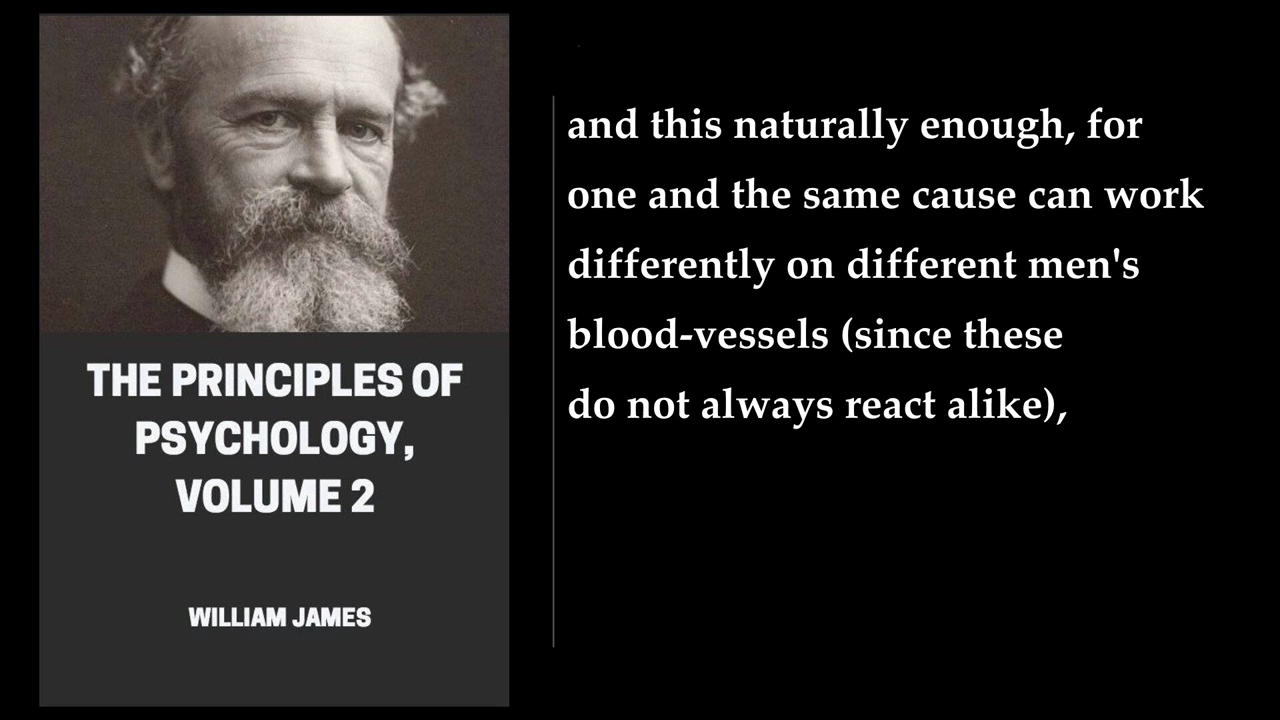 THE PRINCIPLES OF
PSYCHOLOGY,
VOLUME 2
WILLIAM JAMES
and this naturally enough, for
one and the same cause can work
differently on different men's
blood-vessels (since these
do not always react alike),